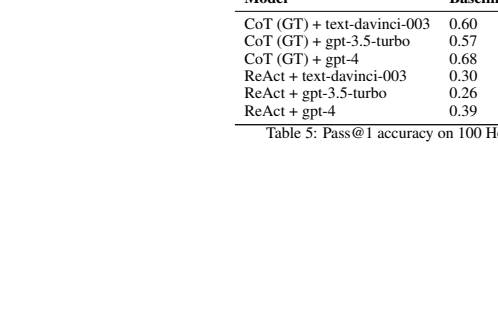 CoT (GT) + text-davinci-003 0.60
CoT (GT) + gpt-3.5-turbo 0.57
CoT (GT) + gpt-4 0.68
ReAct + text-davinci-003 0.30
ReAct + gpt-3.5-turbo 0.26
ReAct + gpt-4 0.39
Table 5: Pass@1 accuracy on 100